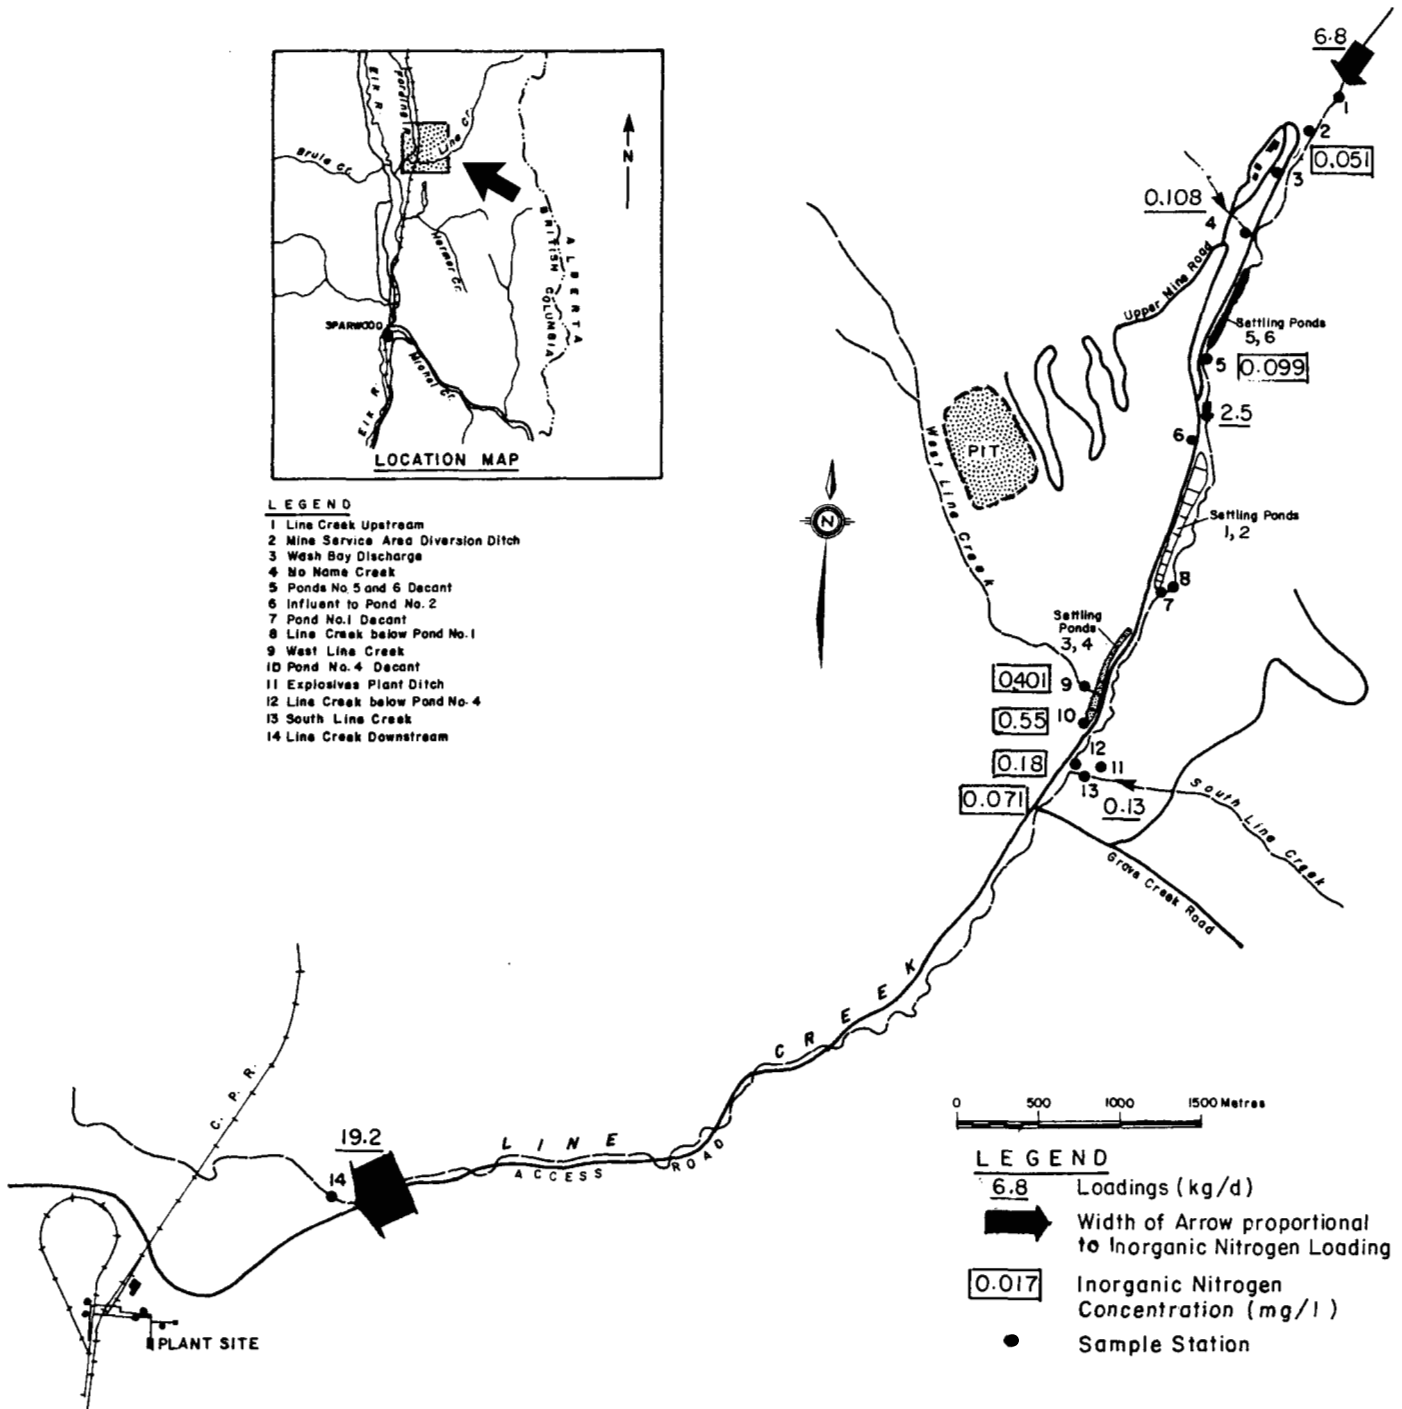 Elk R.
Fording R.
Line Cr.
Brule Cr.
N
Harmer Cr.
ALBERTA
BRITISH COLUMBIA
SPARWOOD
Michel Cr.
Elk R.
LOCATION MAP
LEGEND
1 Line Creek Upstream
2 Mine Service Area Diversion Ditch
3 Wash Bay Discharge
4 No Name Creek
5 Ponds No. 5 and 6 Decant
6 Influent to Pond No. 2
7 Pond No.1 Decant
8 Line Creek below Pond No.1
9 West Line Creek
10 Pond No. 4 Decant
11 Explosives Plant Ditch
12 Line Creek below Pond No. 4
13 South Line Creek
14 Line Creek Downstream
6.8
1
2
0.051
3
0.108
4
Upper Mine Road
Settling Ponds
5, 6
5
0.099
2.5
6
PIT
West Line Creek
N
Settling Ponds
1, 2
8
7
Settling
Ponds
3, 4
0.401
9
0.55
10
12
0.18
11
13
0.071
0.13
South Line Creek
Grave Creek Road
LINE CREEK
ACCESS ROAD
C. P. R.
19.2
14
PLANT SITE
0 500 1000 1500 Metres
LEGEND
6.8 Loadings (kg/d)
Width of Arrow proportional
to Inorganic Nitrogen Loading
0.017 Inorganic Nitrogen
Concentration (mg/l)
Sample Station